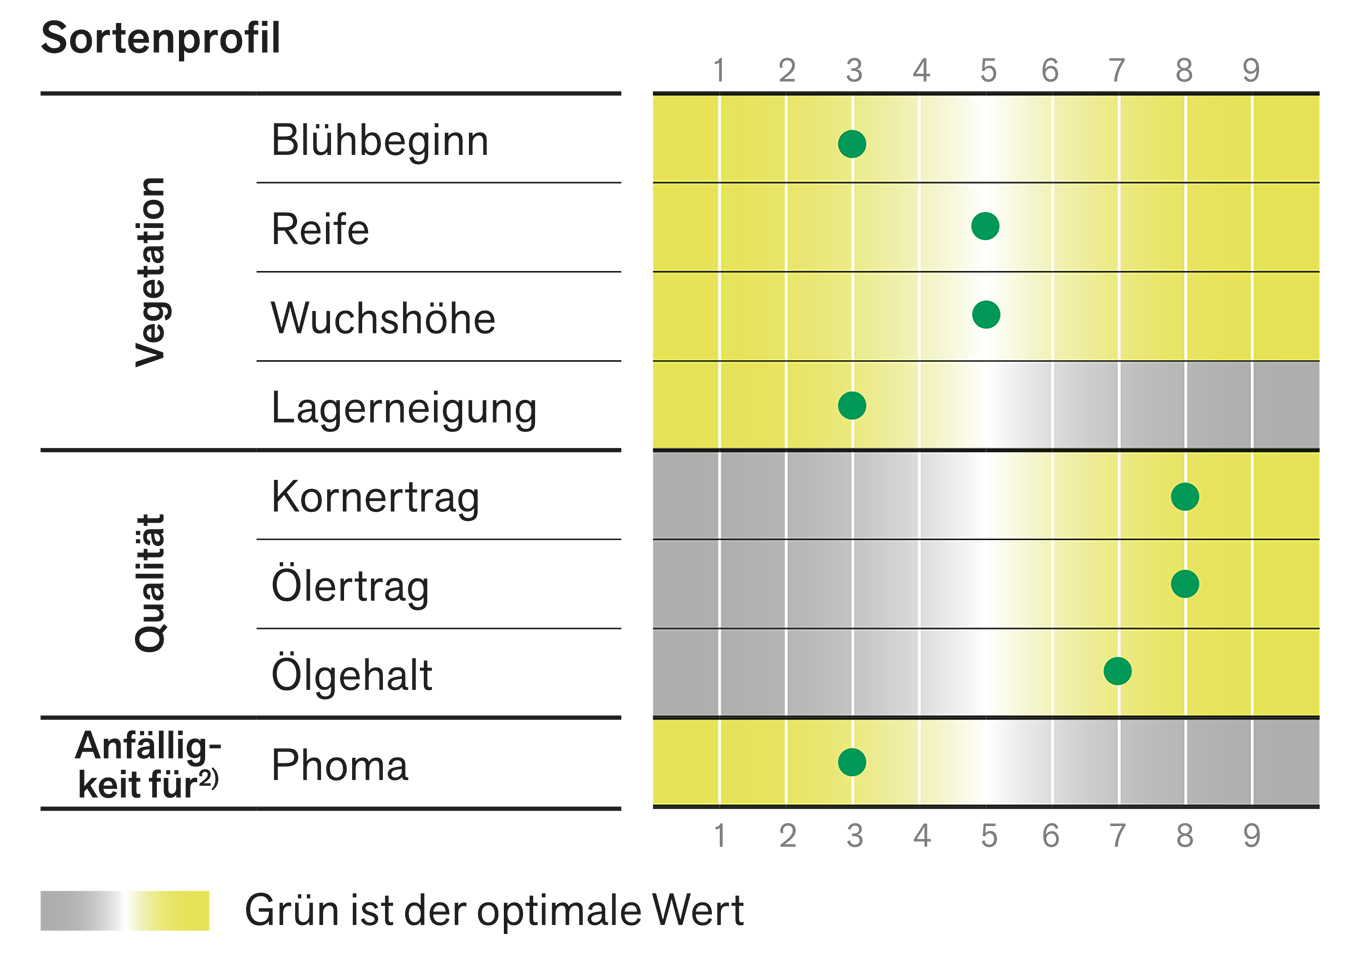 Sortenprofil
1 2 3 4 5 6 7 8 9
Vegetation
Blühbeginn
Reife
Wuchshöhe
Lagerneigung
Qualität
Kornertrag
Ölertrag
Ölgehalt
Anfällig-
keit für2)
Phoma
1 2 3 4 5 6 7 8 9
Grün ist der optimale Wert